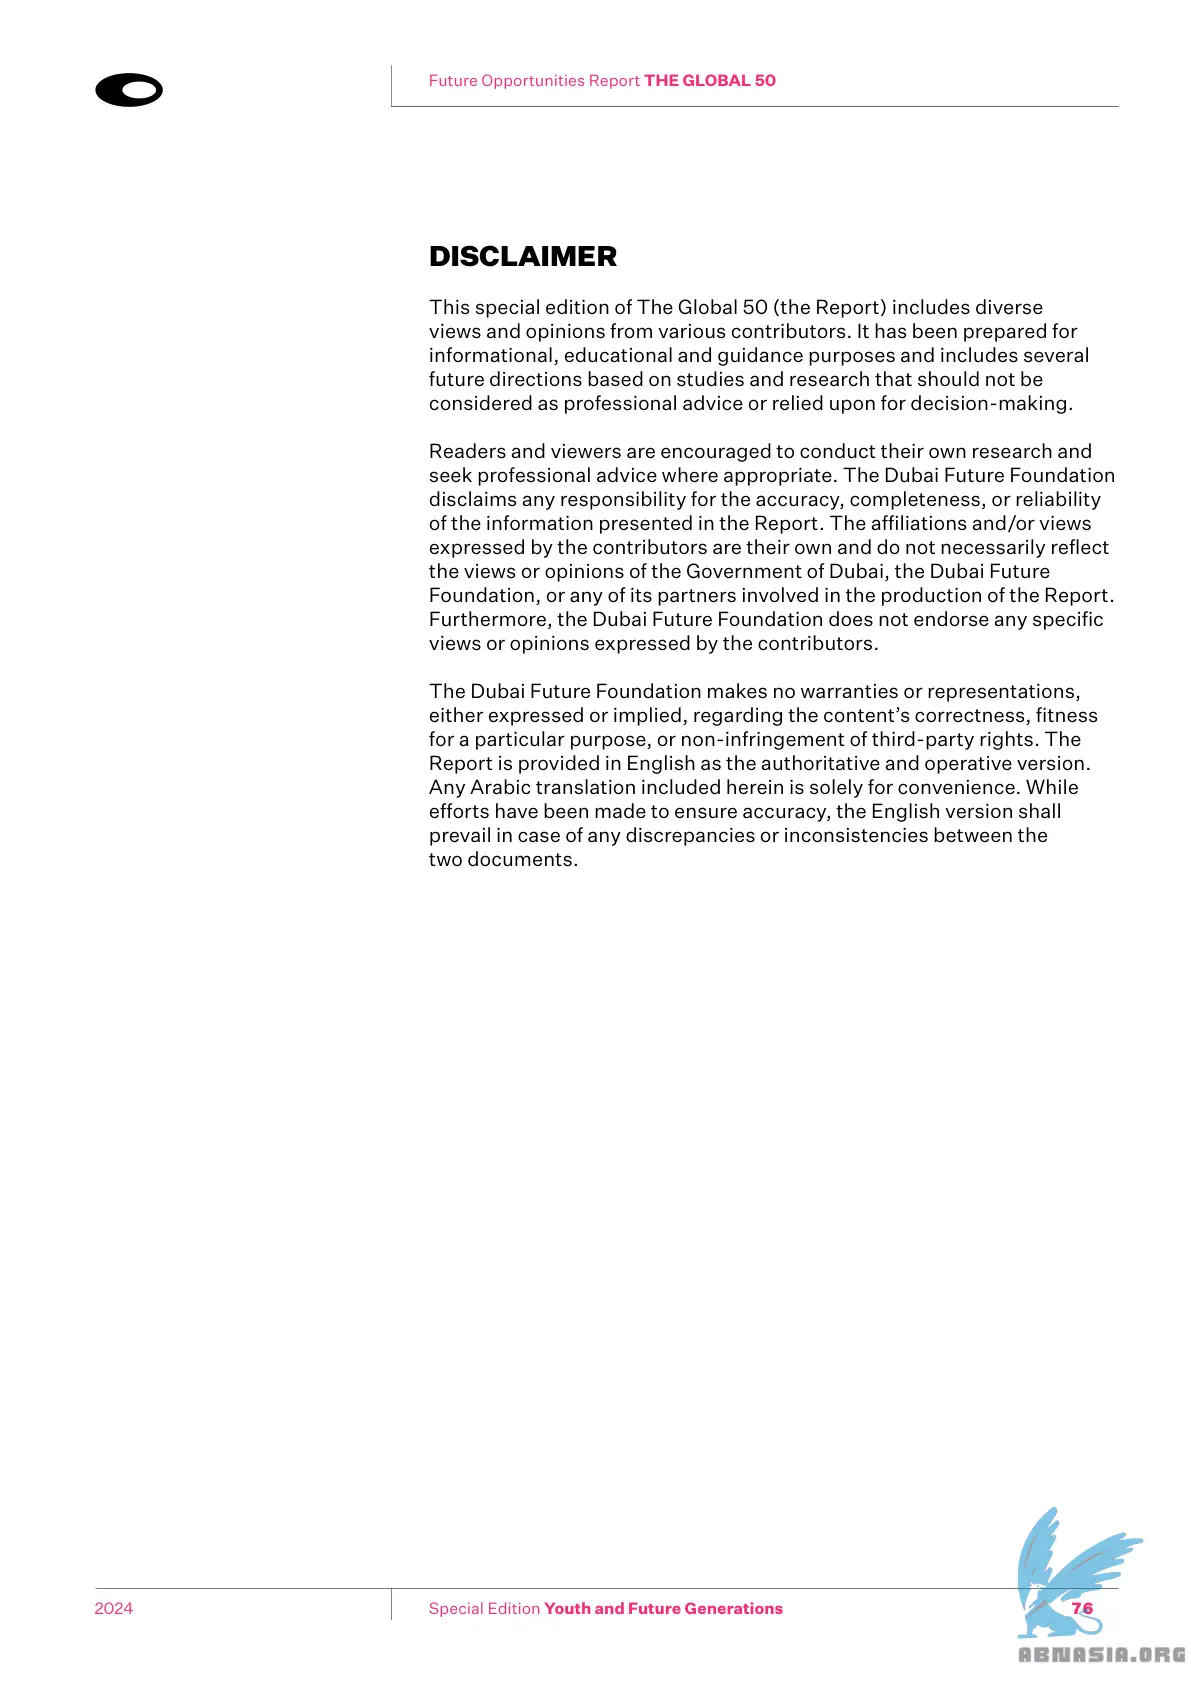 Future Opportunities Report THE GLOBAL 50
DISCLAIMER
This special edition of The Global 50 (the Report) includes diverse
views and opinions from various contributors. It has been prepared for
informational, educational and guidance purposes and includes several
future directions based on studies and research that should not be
considered as professional advice or relied upon for decision-making.
Readers and viewers are encouraged to conduct their own research and
seek professional advice where appropriate. The Dubai Future Foundation
disclaims any responsibility for the accuracy, completeness, or reliability
of the information presented in the Report. The affiliations and/or views
expressed by the contributors are their own and do not necessarily reflect
the views or opinions of the Government of Dubai, the Dubai Future
Foundation, or any of its partners involved in the production of the Report.
Furthermore, the Dubai Future Foundation does not endorse any specific
views or opinions expressed by the contributors.
The Dubai Future Foundation makes no warranties or representations,
either expressed or implied, regarding the content’s correctness, fitness
for a particular purpose, or non-infringement of third-party rights. The
Report is provided in English as the authoritative and operative version.
Any Arabic translation included herein is solely for convenience. While
efforts have been made to ensure accuracy, the English version shall
prevail in case of any discrepancies or inconsistencies between the
two documents.
2024
Special Edition Youth and Future Generations
76
ABNASIA.ORG